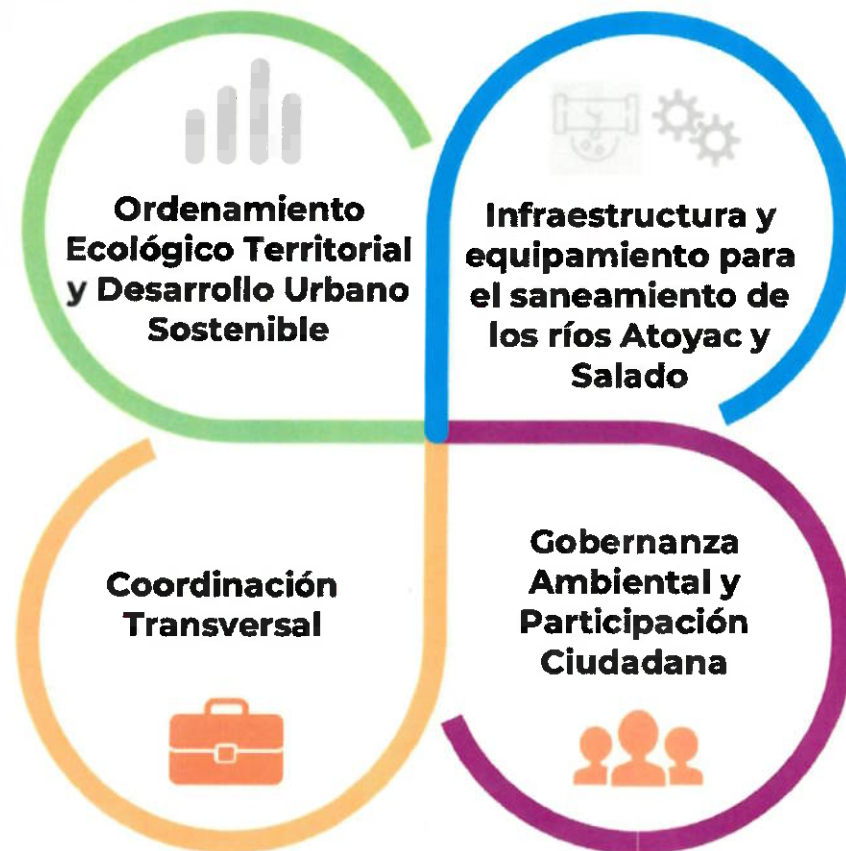 Ordenamiento
Ecológico Territorial
y Desarrollo Urbano
Sostenible
Infraestructura y
equipamiento para
el saneamiento de
los ríos Atoyac y
Salado
Coordinación
Transversal
Gobernanza
Ambiental y
Participación
Ciudadana